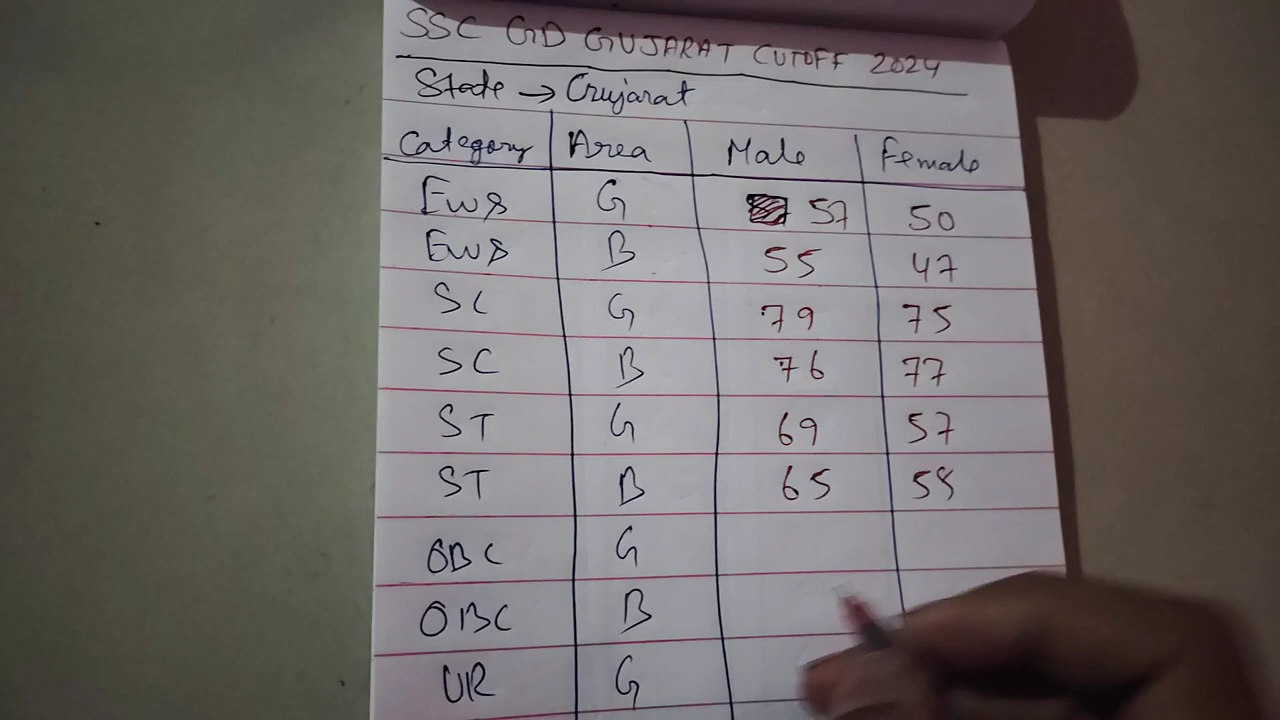 SSC GD GUJARAT CUTOFF 2024
State → Gujarat
Category Area Male Female
EWS G 57 50
EWS B 55 47
SC G 79 75
SC B 76 77
ST G 69 57
ST B 65 58
OBC G
OBC B
UR G